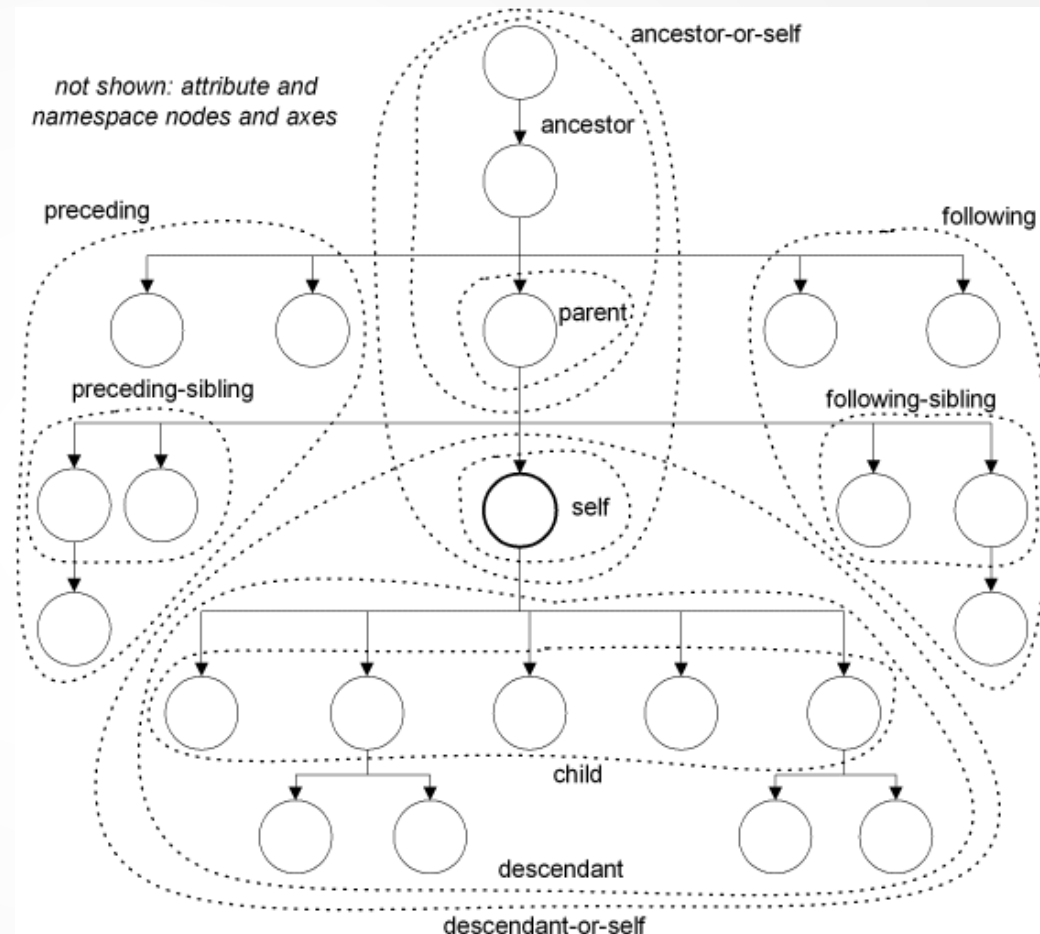 ancestor-or-self
not shown: attribute and
namespace nodes and axes
ancestor
preceding
following
parent
preceding-sibling
following-sibling
self
child
descendant
descendant-or-self